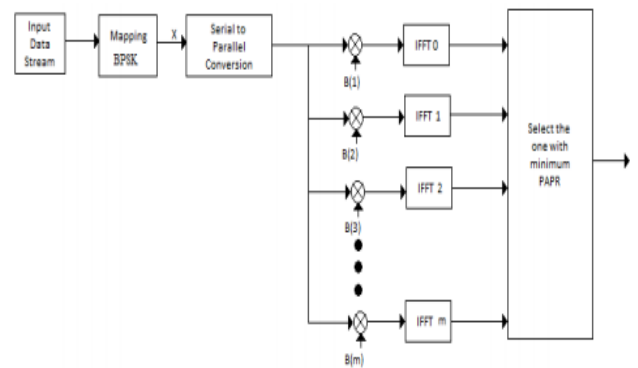 Input
Data
Stream
Mapping
BPSK
X
Serial to
Parallel
Conversion
B(1)
IFFT 0
B(2)
IFFT 1
B(3)
IFFT 2
B(m)
IFFT m
Select the
one with
minimum
PAPR